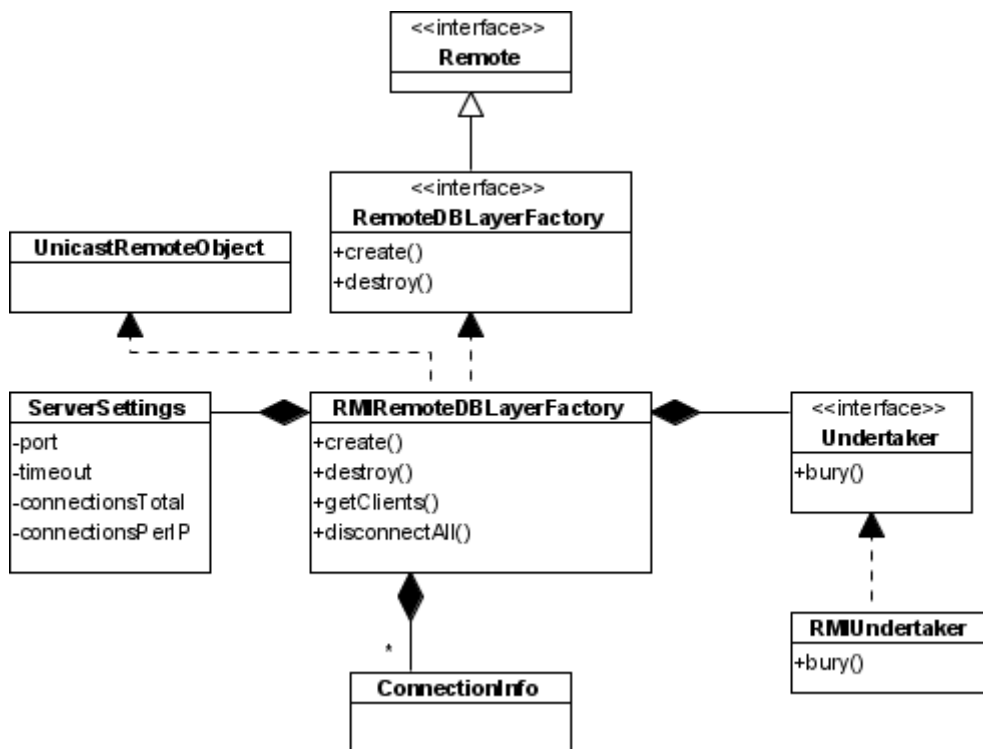 <<interface>>
Remote
<<interface>>
RemoteDBLayerFactory
+create()
+destroy()
UnicastRemoteObject
ServerSettings
-port
-timeout
-connectionsTotal
-connectionsPerIP
RMIRemoteDBLayerFactory
+create()
+destroy()
+getClients()
+disconnectAll()
<<interface>>
Undertaker
+bury()
RMIUndertaker
+bury()
*
ConnectionInfo